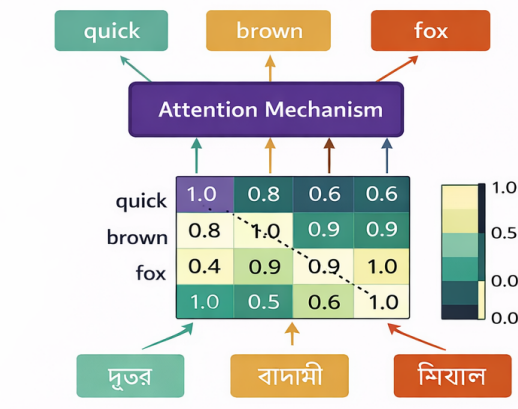 quick brown fox
Attention Mechanism
quick 1.0 0.8 0.6 0.6
brown 0.8 1.0 0.9 0.9
fox 0.4 0.9 0.9 1.0
1.0 0.5 0.6 1.0
1.0
0.5
0.0
0.0
দূতর বাদামী মিযাল